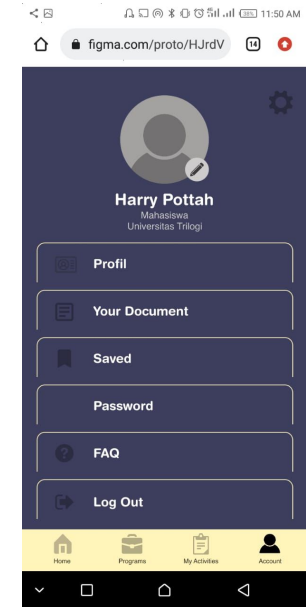 38% 11:50 AM
figma.com/proto/HJrdV 14
Harry Pottah
Mahasiswa
Universitas Trilogi
Profil
Your Document
Saved
Password
FAQ
Log Out
Home Programs My Activities Account